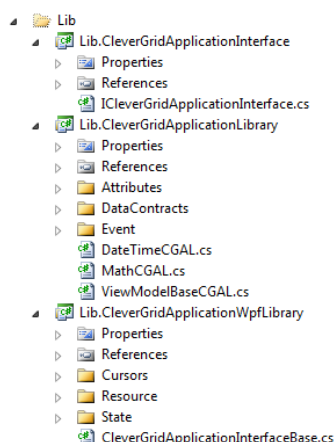 Lib
Lib.CleverGridApplicationInterface
Properties
References
ICleverGridApplicationInterface.cs
Lib.CleverGridApplicationLibrary
Properties
References
Attributes
DataContracts
Event
DateTimeCGAL.cs
MathCGAL.cs
ViewModelBaseCGAL.cs
Lib.CleverGridApplicationWpfLibrary
Properties
References
Cursors
Resource
State
CleverGridApplicationInterfaceBase.cs